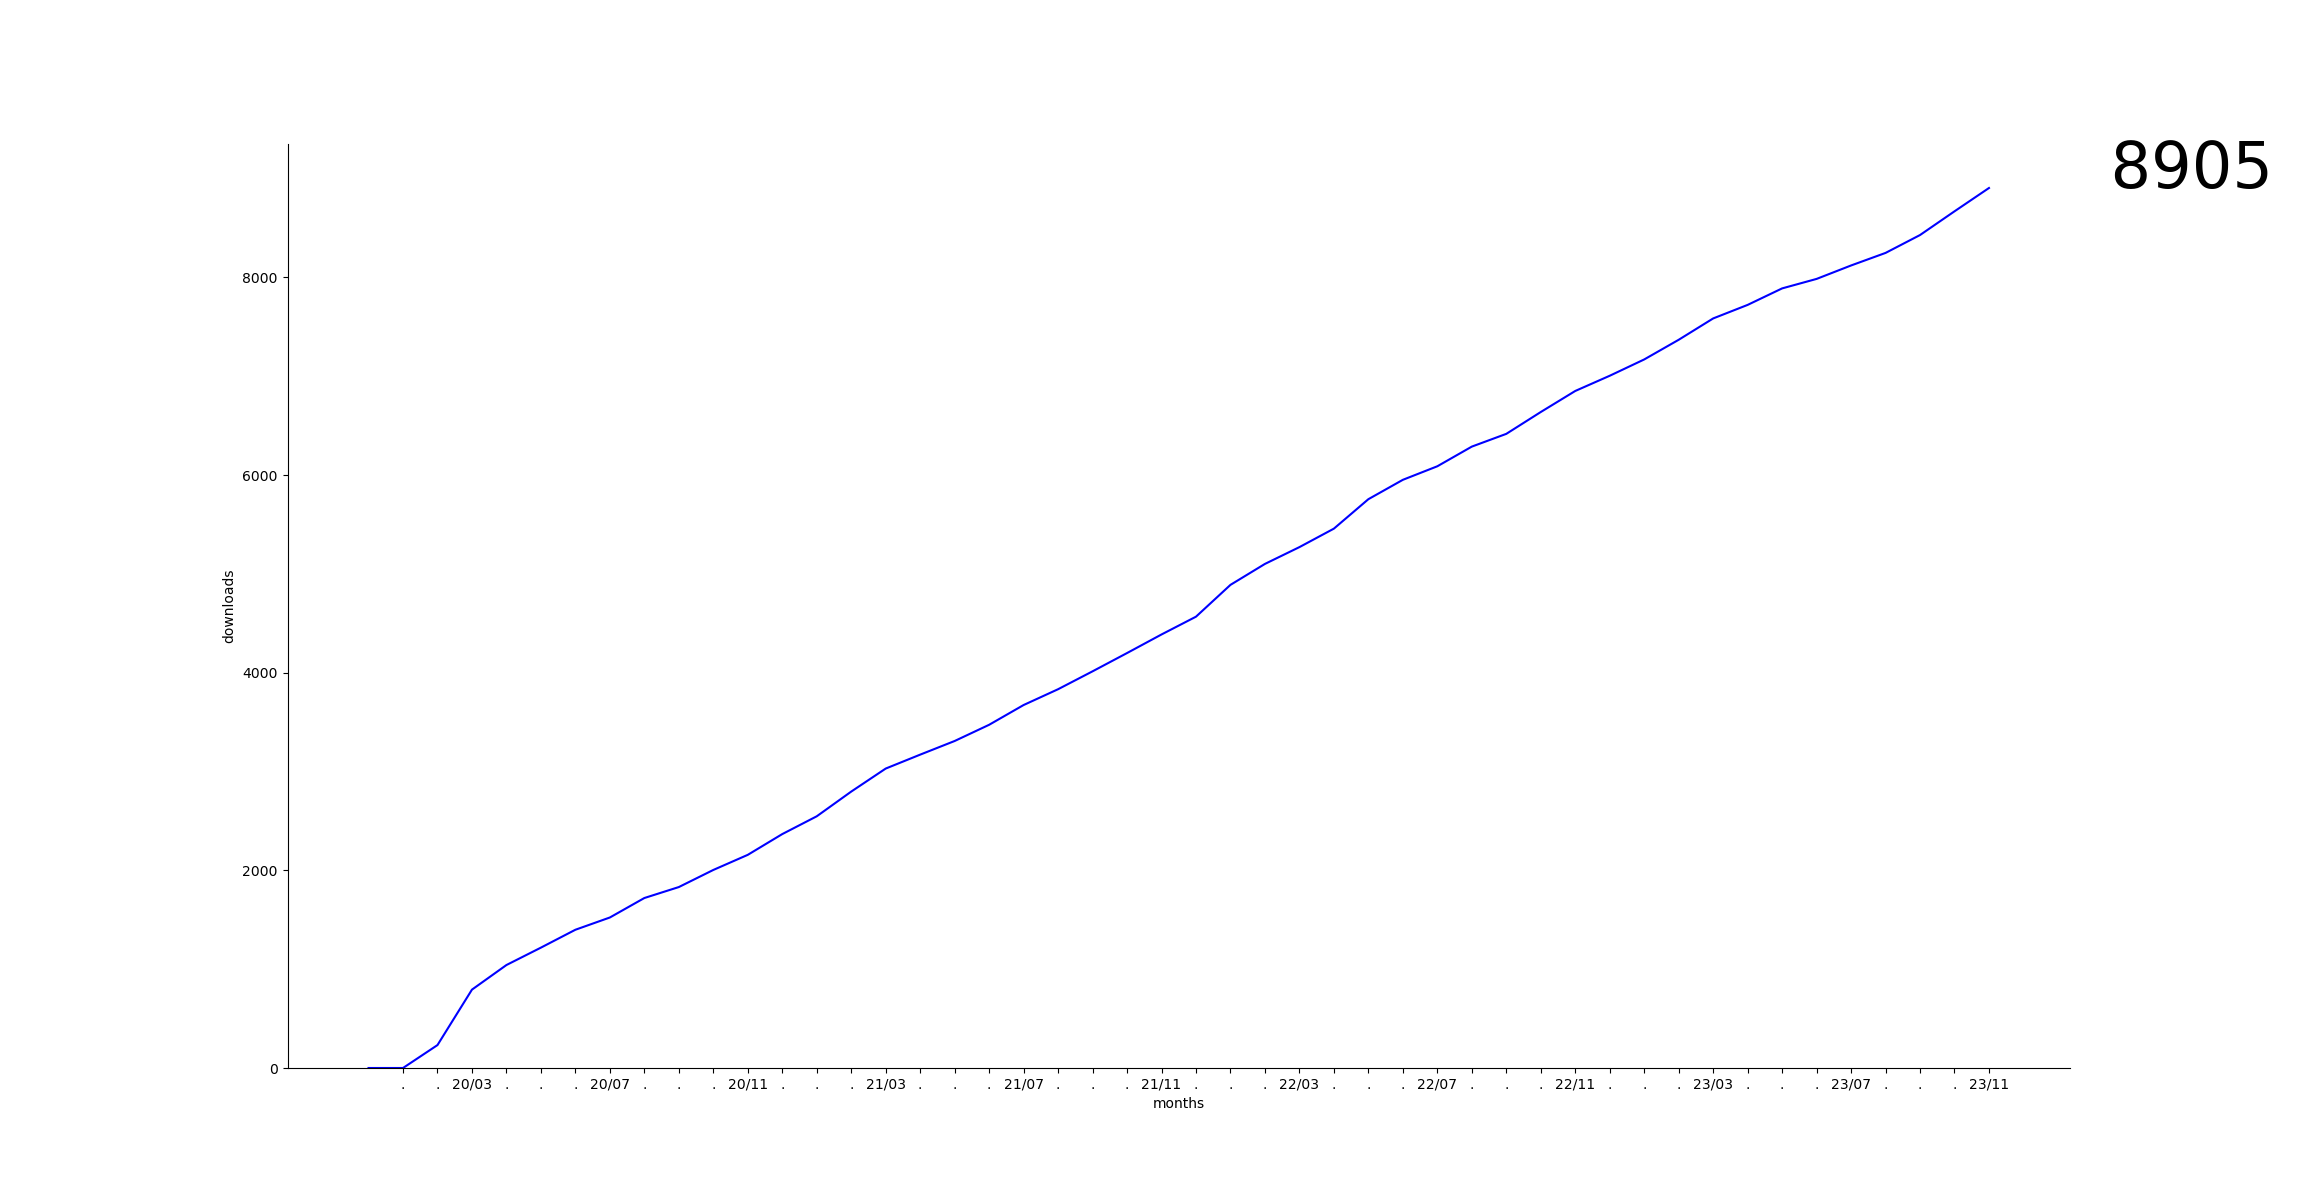 8905
8000
6000
4000
2000
0
downloads
. . 20/03 . . . 20/07 . . . 20/11 . . . 21/03 . . . 21/07 . . . 21/11 . . . 22/03 . . . 22/07 . . . 22/11 . . . 23/03 . . . 23/07 . . . 23/11
months